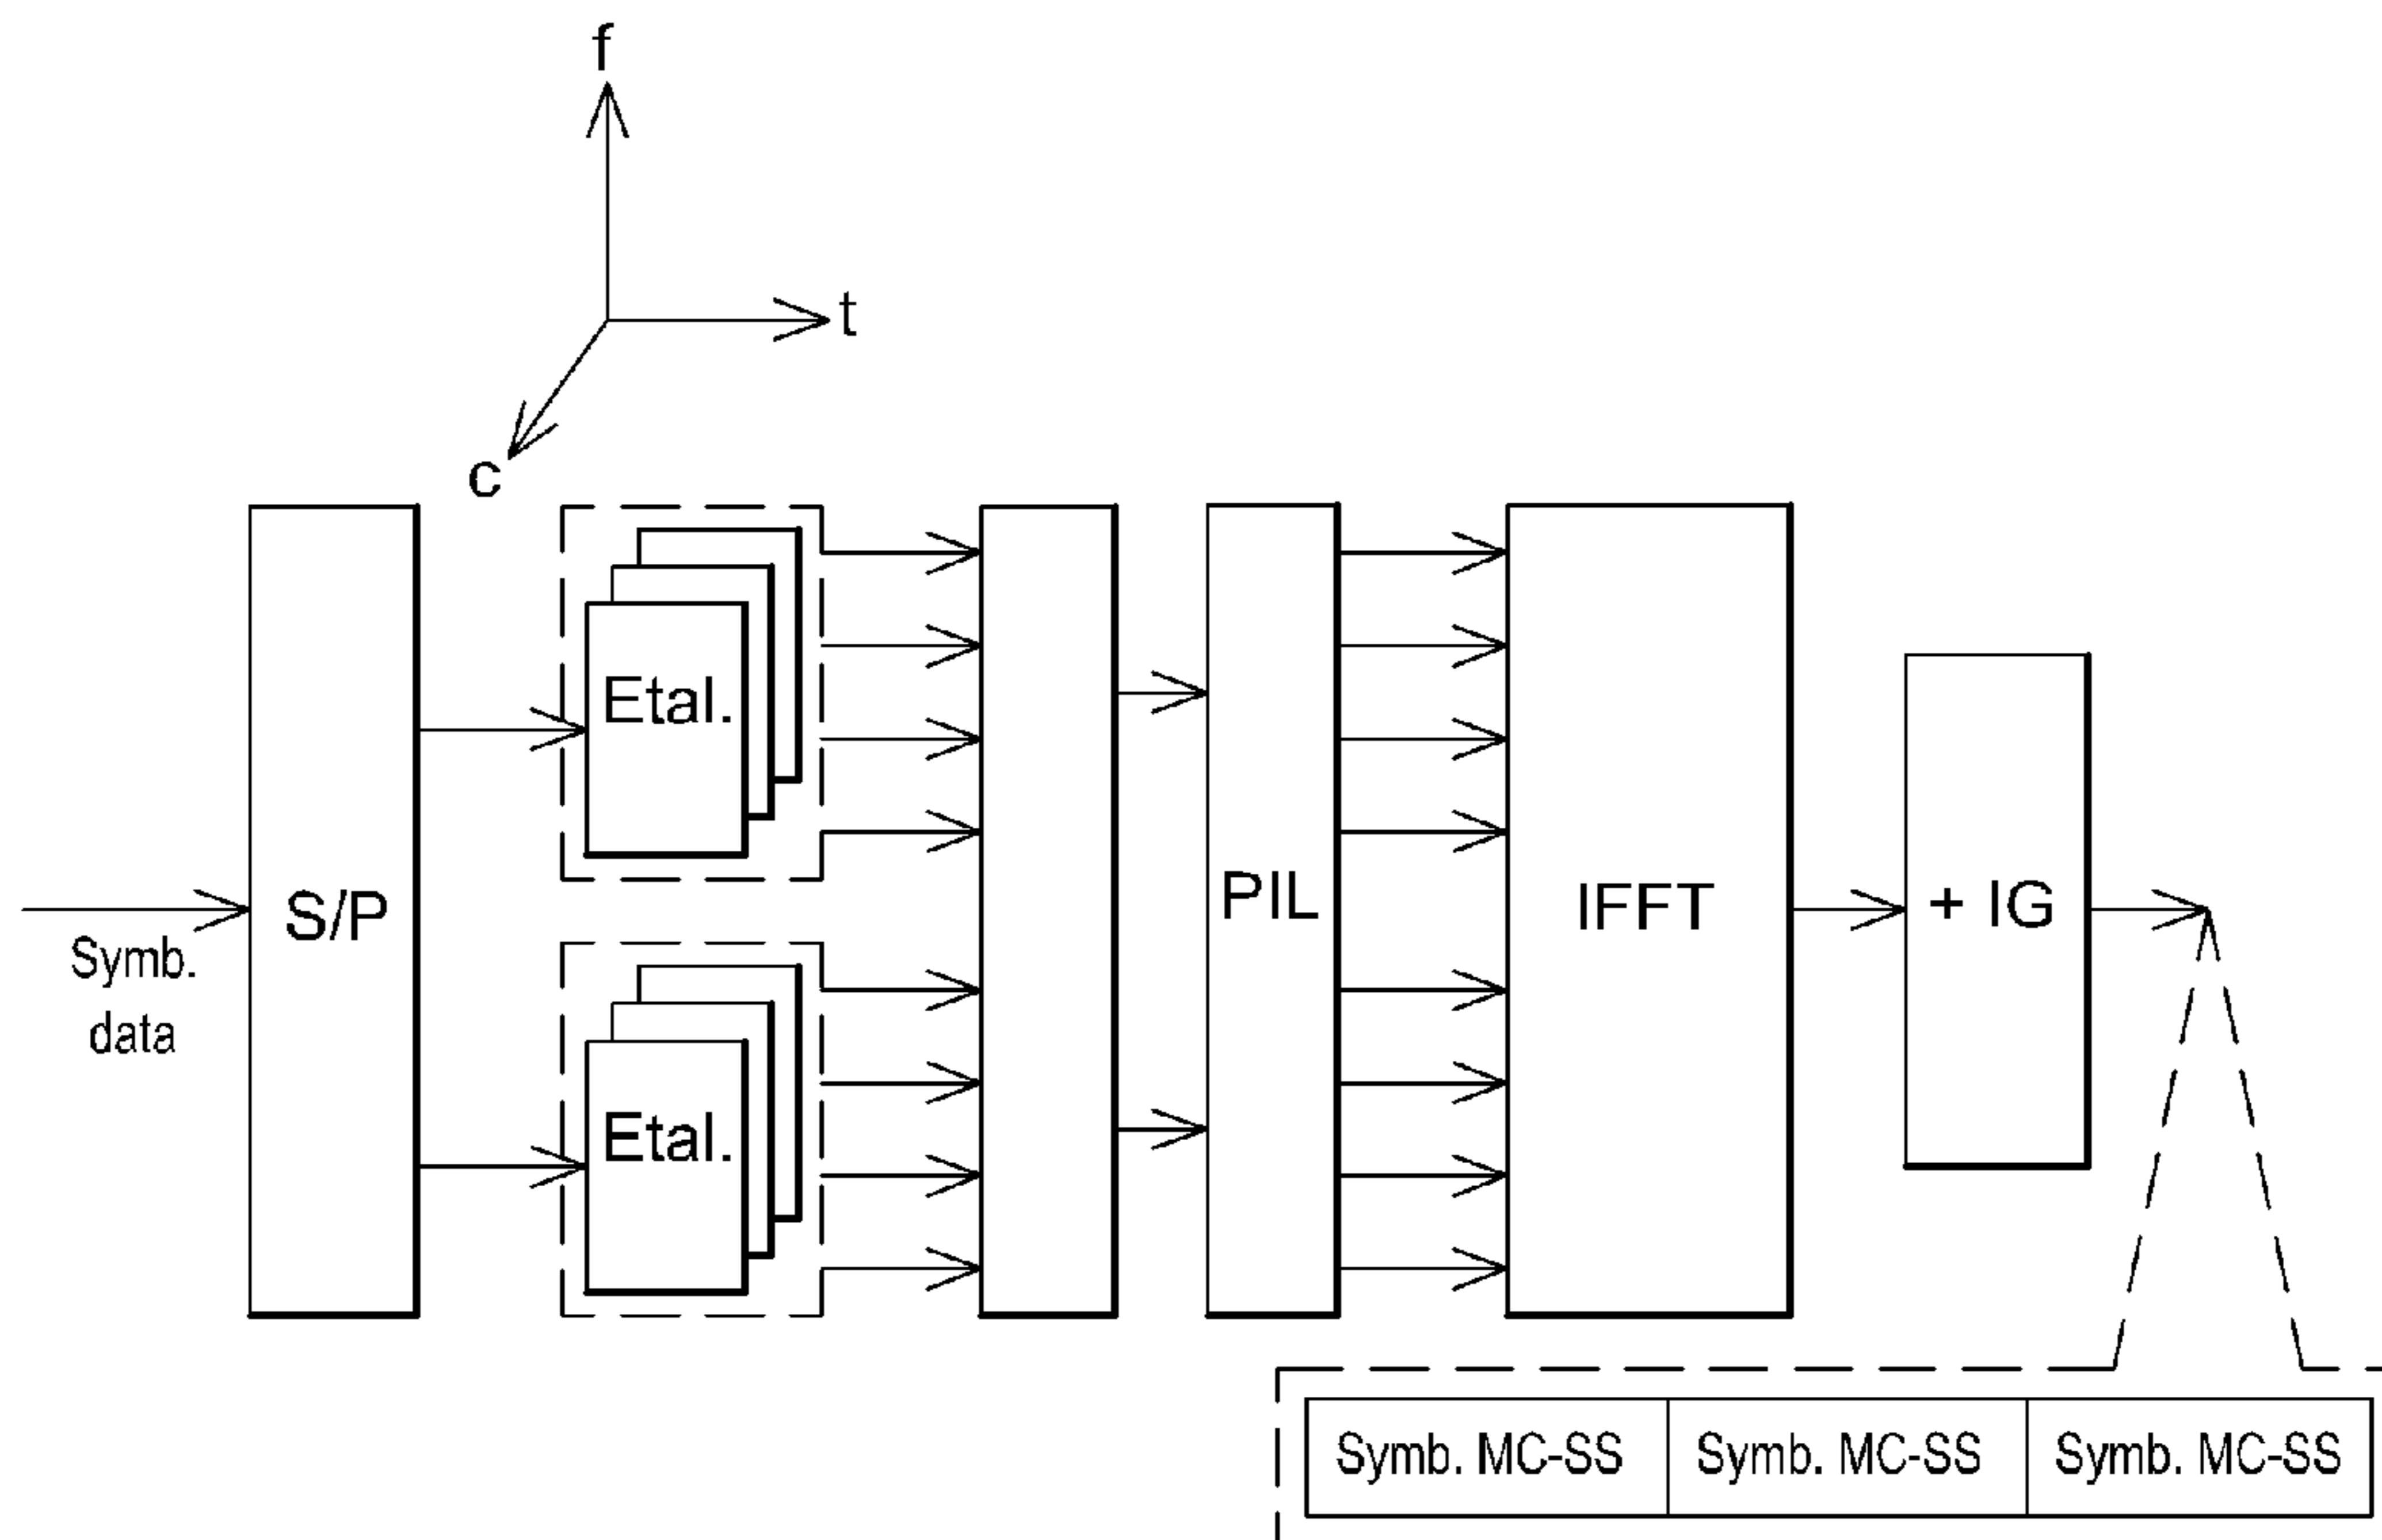 f
t
c
Etal.
S/P
Symb.
data
Etal.
PIL
IFFT
+ IG
Symb. MC-SS
Symb. MC-SS
Symb. MC-SS